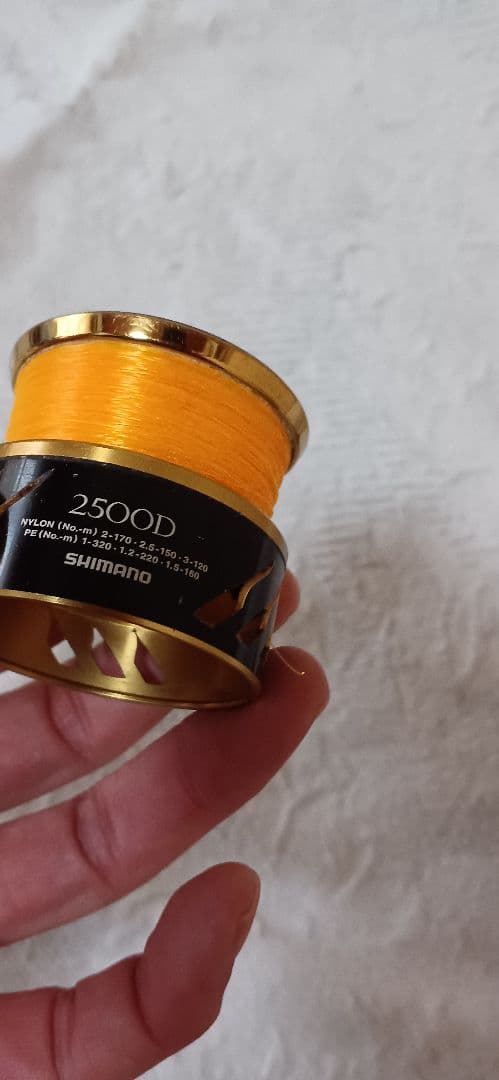 2500D
NYLON (No.-m) 2-170 · 2.5-150 · 3-120
PE (No.-m) 1-320 · 1.2-220 · 1.5-160
SHIMANO